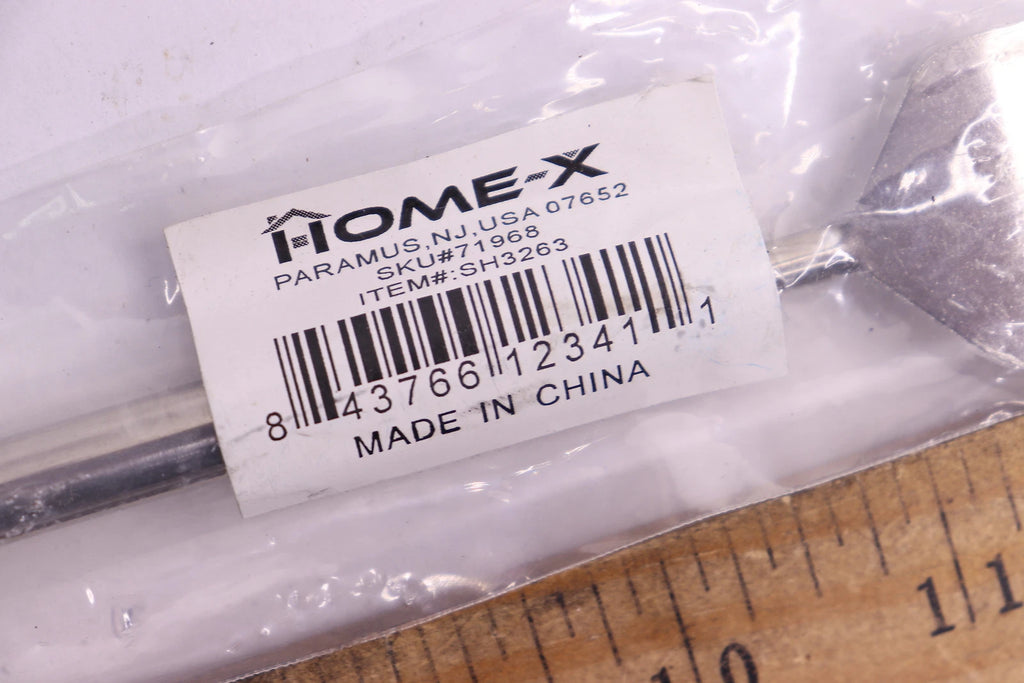 HOME-X
PARAMUS,NJ,USA 07652
SKU#71968
ITEM#:SH3263
8 43766 12341 1
MADE IN CHINA
10
11